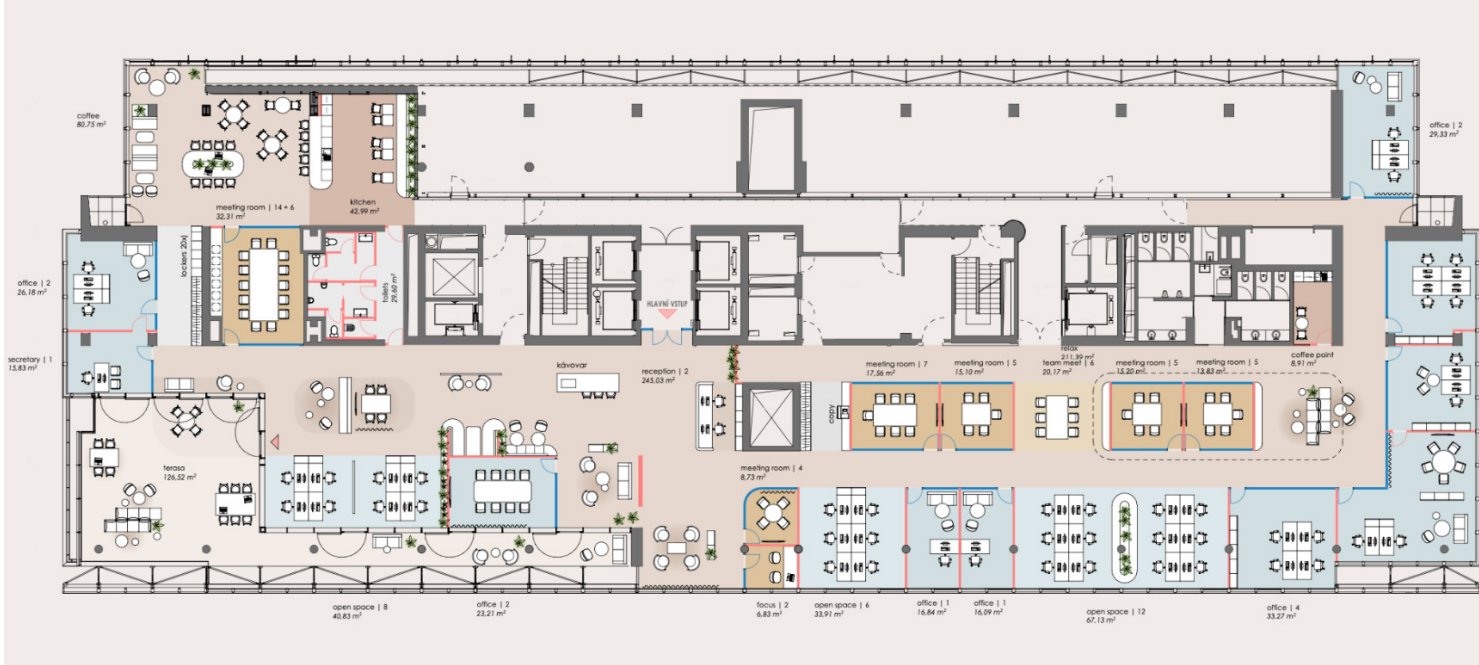 coffee
80,75 m²
office | 2
29,33 m²
meeting room | 14 + 6
32,31 m²
kitchen
42,99 m²
lockers 20xj
toilets
29,60 m²
office | 2
26,18 m²
HLAVNÍ VSTUP
secretary | 1
15,83 m²
kávovar
reception | 2
245,03 m²
meeting room | 7
17,56 m²
meeting room | 5
15,10 m²
relax
211,39 m²
team meet | 6
20,17 m²
meeting room | 5
15,20 m²
meeting room | 5
13,83 m²
coffee point
8,91 m²
copy
terasa
126,52 m²
meeting room | 4
8,73 m²
open space | 8
40,83 m²
office | 2
23,21 m²
focus | 2
6,83 m²
open space | 6
33,91 m²
office | 1
16,84 m²
office | 1
16,09 m²
open space | 12
67,13 m²
office | 4
33,27 m²